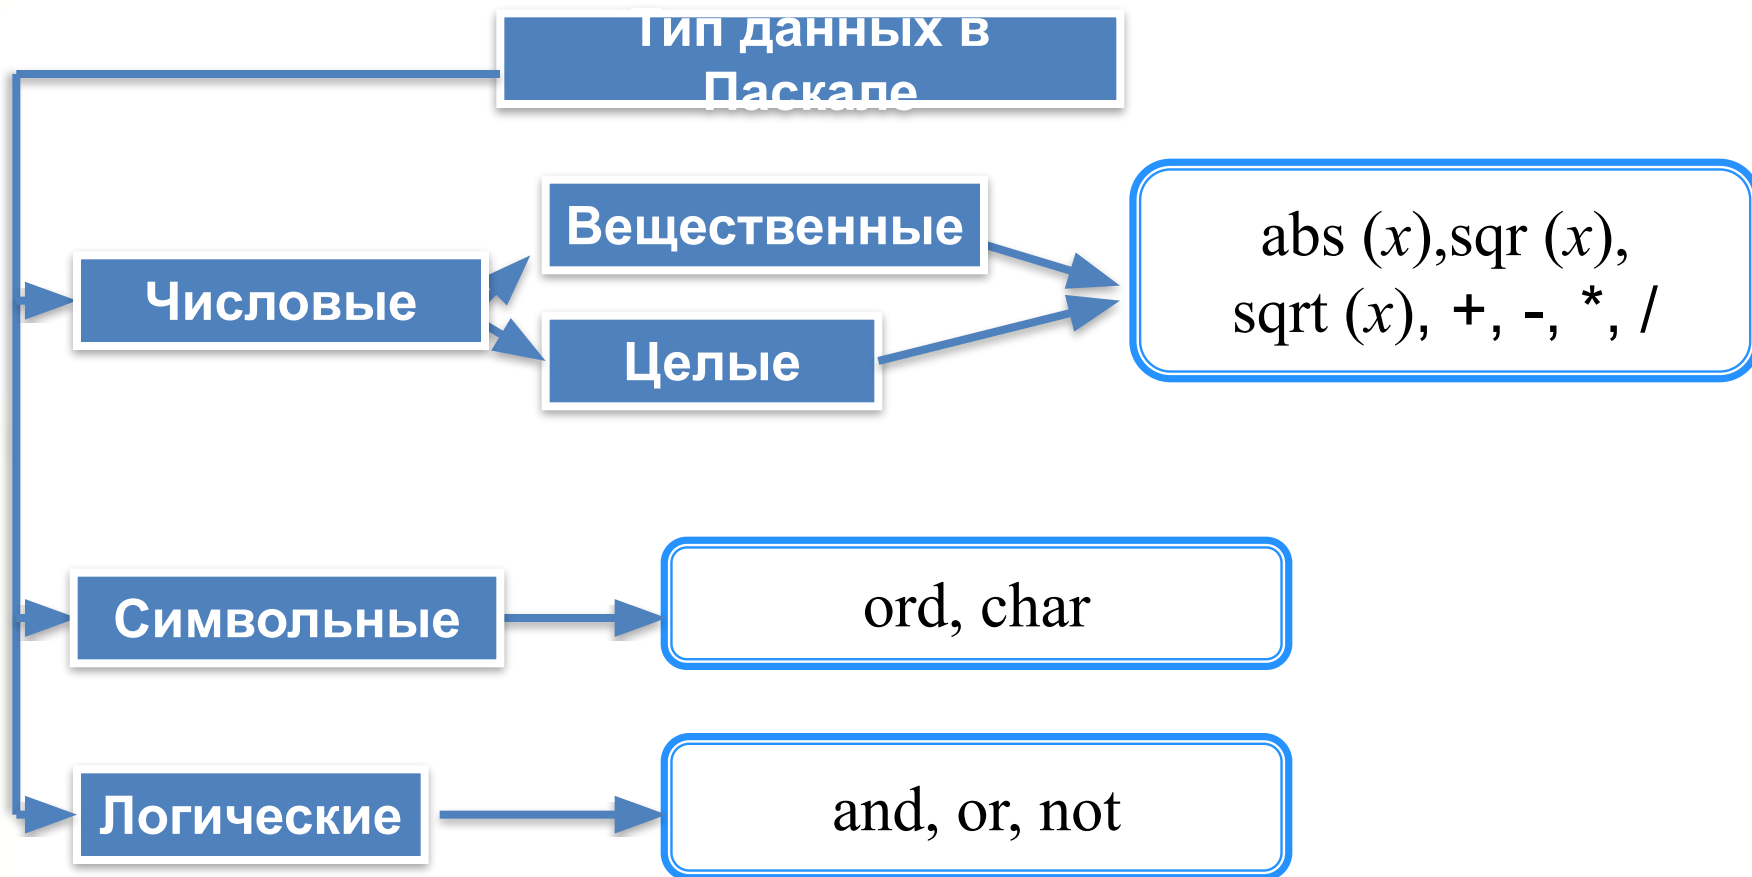 Тип данных в
Паскале
Вещественные
abs (x),sqr (x),
sqrt (x), +, -, *, /
Числовые
Целые
Символьные
ord, char
Логические
and, or, not